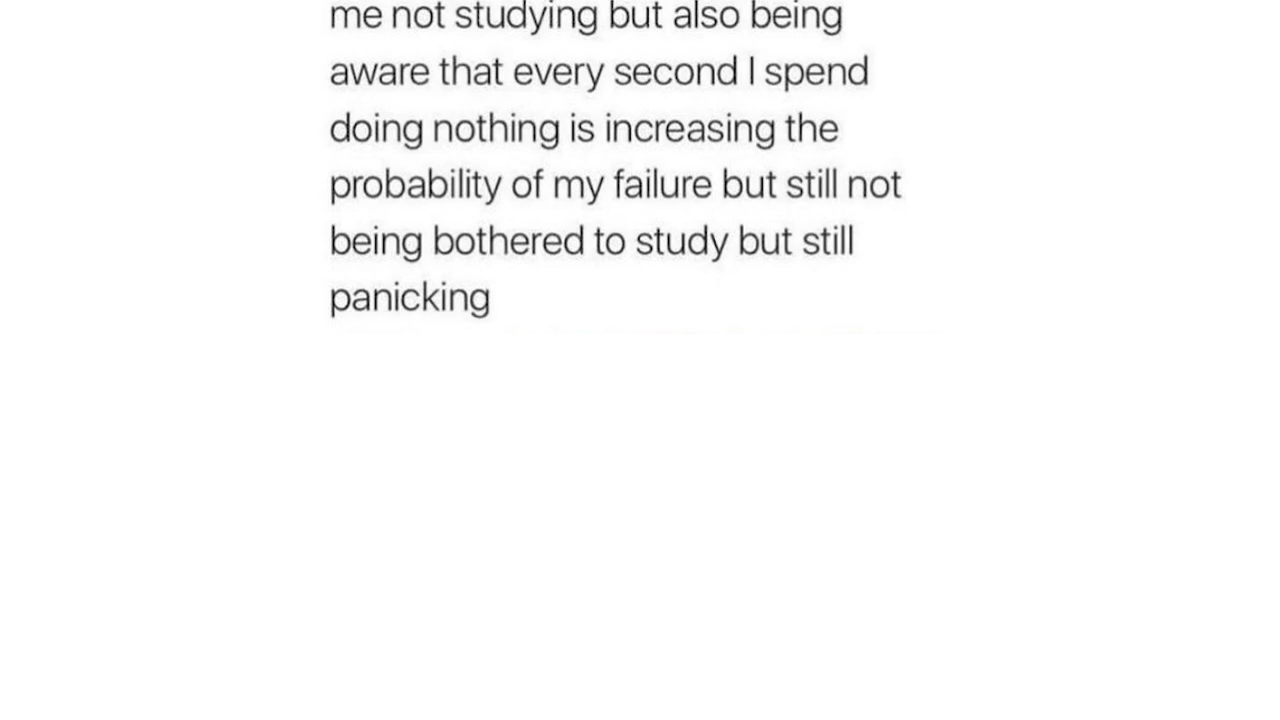 me not studying but also being
aware that every second I spend
doing nothing is increasing the
probability of my failure but still not
being bothered to study but still
panicking